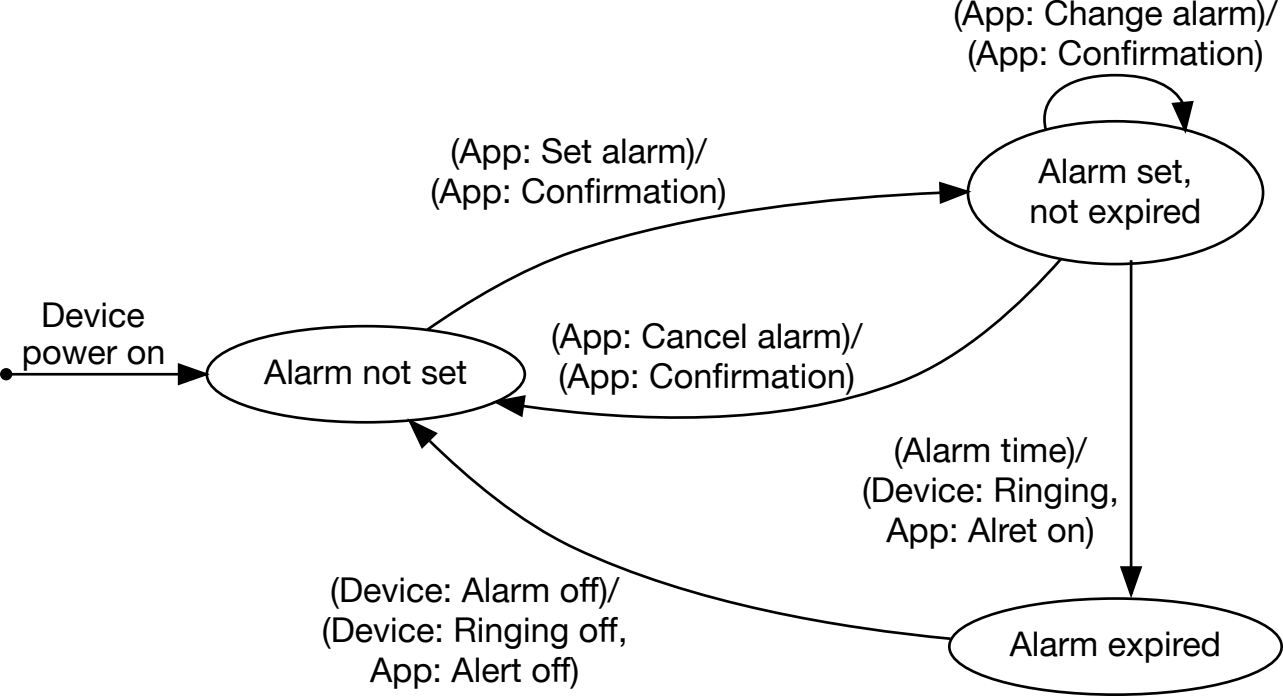 (App: Change alarm)/
(App: Confirmation)
(App: Set alarm)/
(App: Confirmation)
Alarm set,
not expired
Device
power on
Alarm not set
(App: Cancel alarm)/
(App: Confirmation)
(Alarm time)/
(Device: Ringing,
App: Alret on)
(Device: Alarm off)/
(Device: Ringing off,
App: Alert off)
Alarm expired